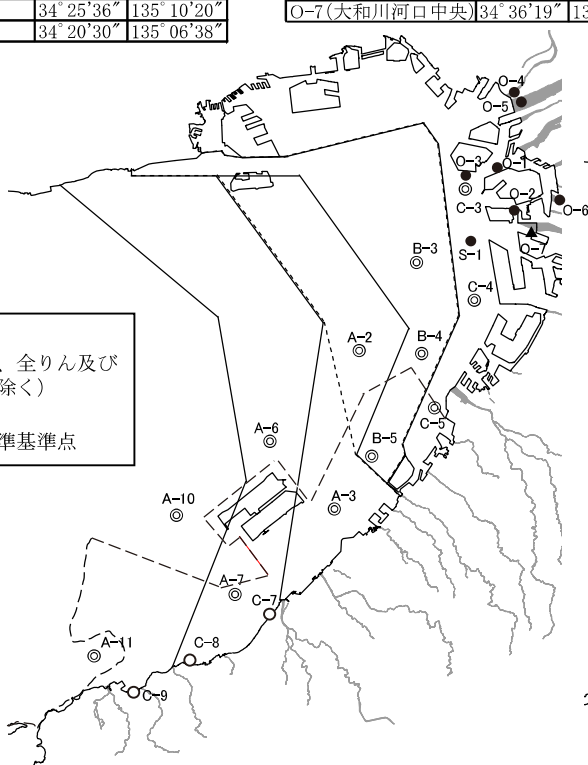 34°25′36″ 135°10′20″
34°20′30″ 135°06′38″
O-7(大和川河口中央) 34°36′19″
O-4
O-5
O-3
O-1
C-3
O-2
O-6
O-7
S-1
B-3
C-4
A-2
B-4
、全りん及び
除く)
準基準点
C-5
A-6
B-5
A-10
A-3
A-7
C-7
A-11
C-8
C-9